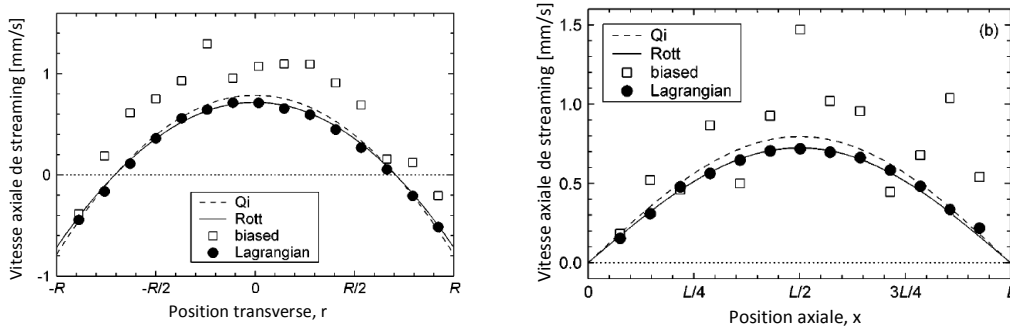 Vitesse axiale de streaming [mm/s]
1
0
-1
Qi
Rott
biased
Lagrangian
-R
-R/2
0
R/2
R
Position transverse, r
Vitesse axiale de streaming [mm/s]
1.5
1.0
0.5
0.0
(b)
Qi
Rott
biased
Lagrangian
0
L/4
L/2
3L/4
L
Position axiale, x